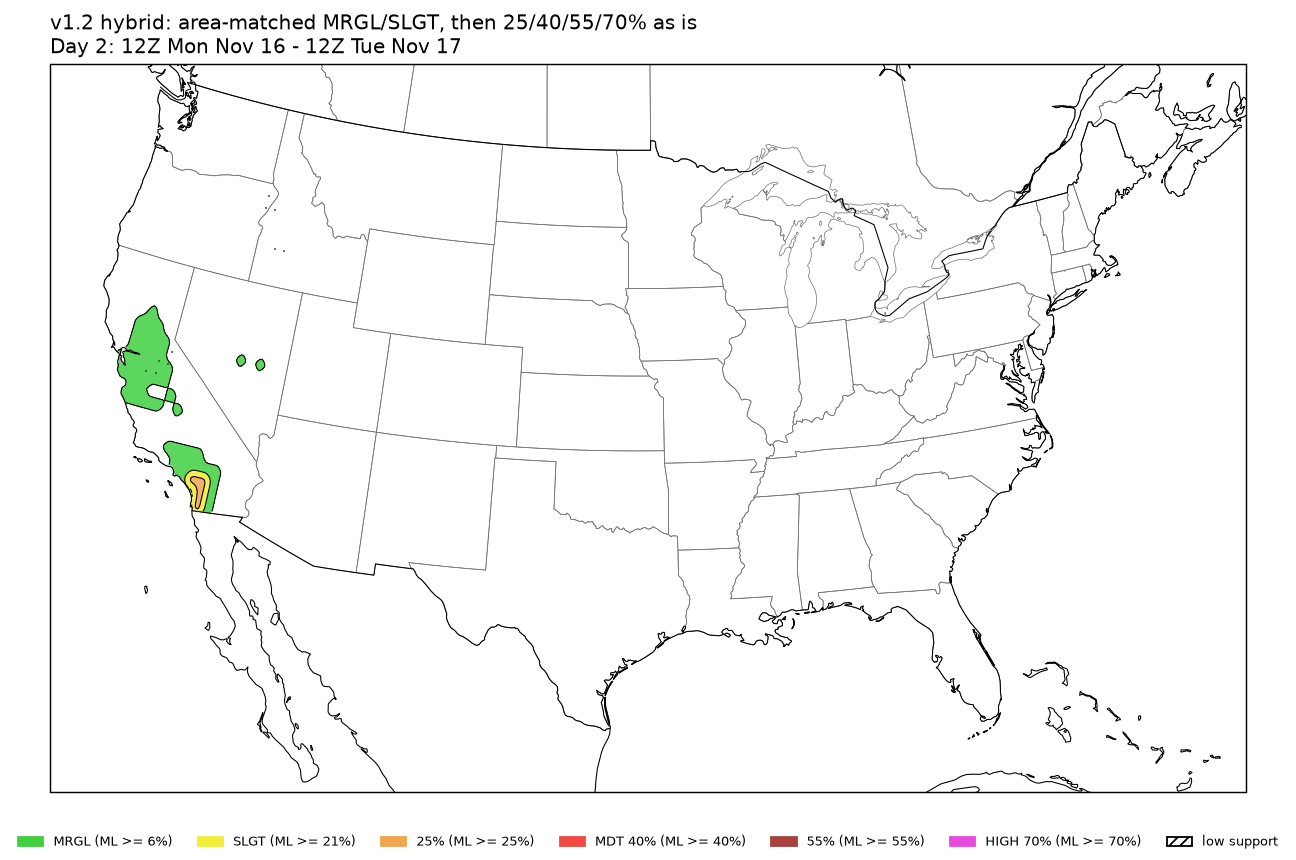 v1.2 hybrid: area-matched MRGL/SLGT, then 25/40/55/70% as is
Day 2: 12Z Mon Nov 16 - 12Z Tue Nov 17
MRGL (ML >= 6%)
SLGT (ML >= 21%)
25% (ML >= 25%)
MDT 40% (ML >= 40%)
55% (ML >= 55%)
HIGH 70% (ML >= 70%)
low support